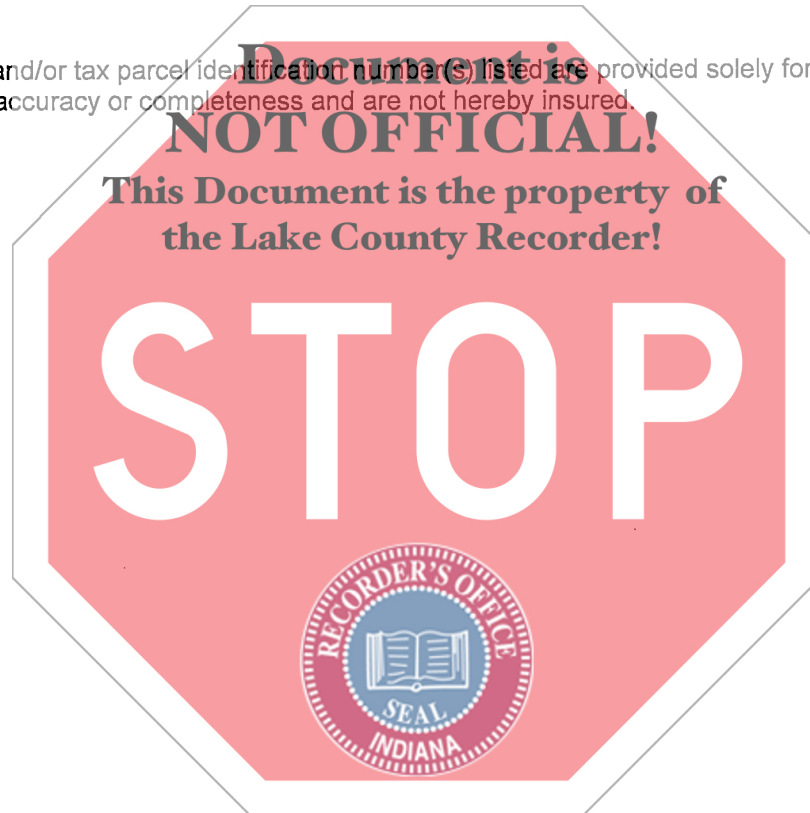 Document is
and/or tax parcel identification number(s) listed are provided solely for
accuracy or completeness and are not hereby insured.
NOT OFFICIAL!
This Document is the property of
the Lake County Recorder!
STOP
RECORDER'S OFFICE
SEAL
INDIANA